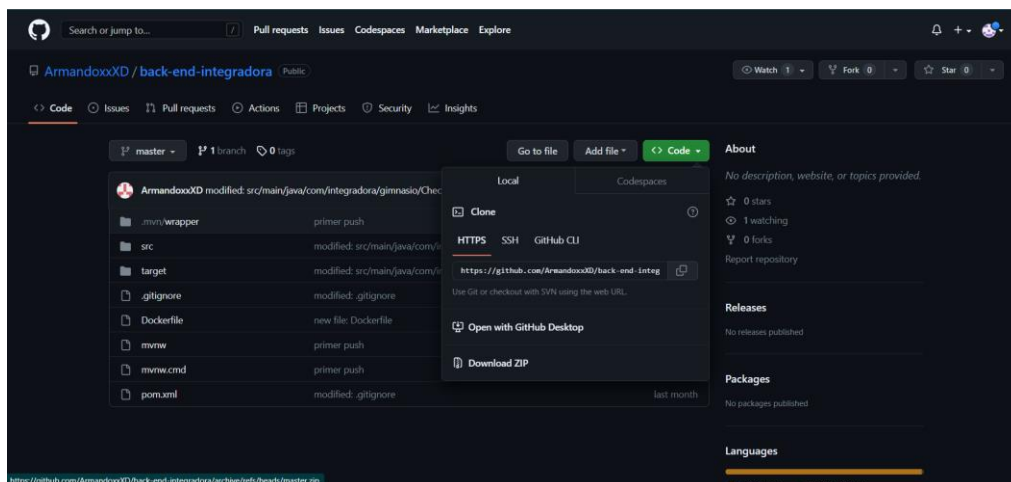 Search or jump to... / Pull requests Issues Codespaces Marketplace Explore
ArmandoxxXD / back-end-integradora Public
Watch 1 Fork 0 Star 0
Code Issues Pull requests Actions Projects Security Insights
master 1 branch 0 tags Go to file Add file Code
ArmandoxxXD modified: src/main/java/com/integradora/gimnasio/Chec
.mvn/wrapper primer push
src modified: src/main/java/com/in
target modified: src/main/java/com/in
.gitignore modified: .gitignore
Dockerfile new file: Dockerfile
mvnw primer push
mvnw.cmd primer push
pom.xml modified: .gitignore last month
Local Codespaces
Clone
HTTPS SSH GitHub CLI
https://github.com/ArmandoxxXD/back-end-integ
Use Git or checkout with SVN using the web URL.
Open with GitHub Desktop
Download ZIP
About
No description, website, or topics provided.
0 stars
1 watching
0 forks
Report repository
Releases
No releases published
Packages
No packages published
Languages
https://github.com/ArmandoxxXD/back-end-integradora/archive/refs/heads/master.zip